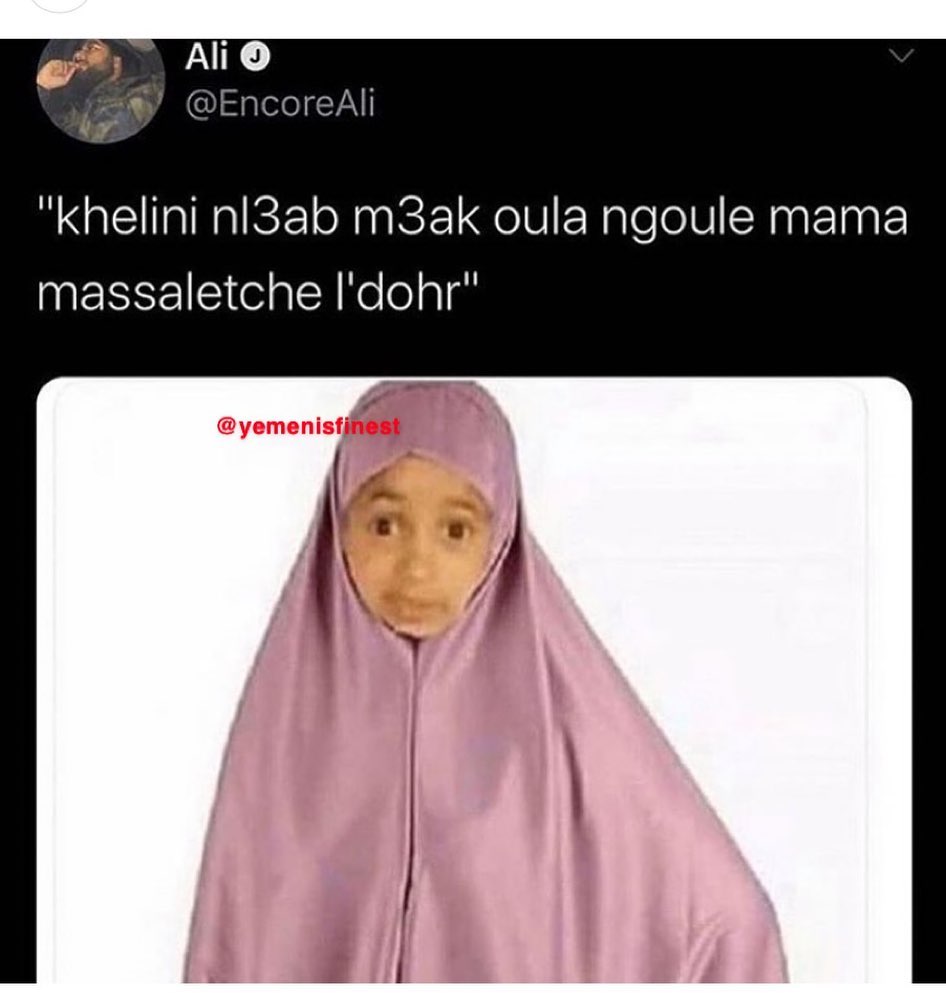 Ali
@EncoreAli
"khelini nl3ab m3ak oula ngoule mama
massaletche l'dohr"
@yemenisfinest